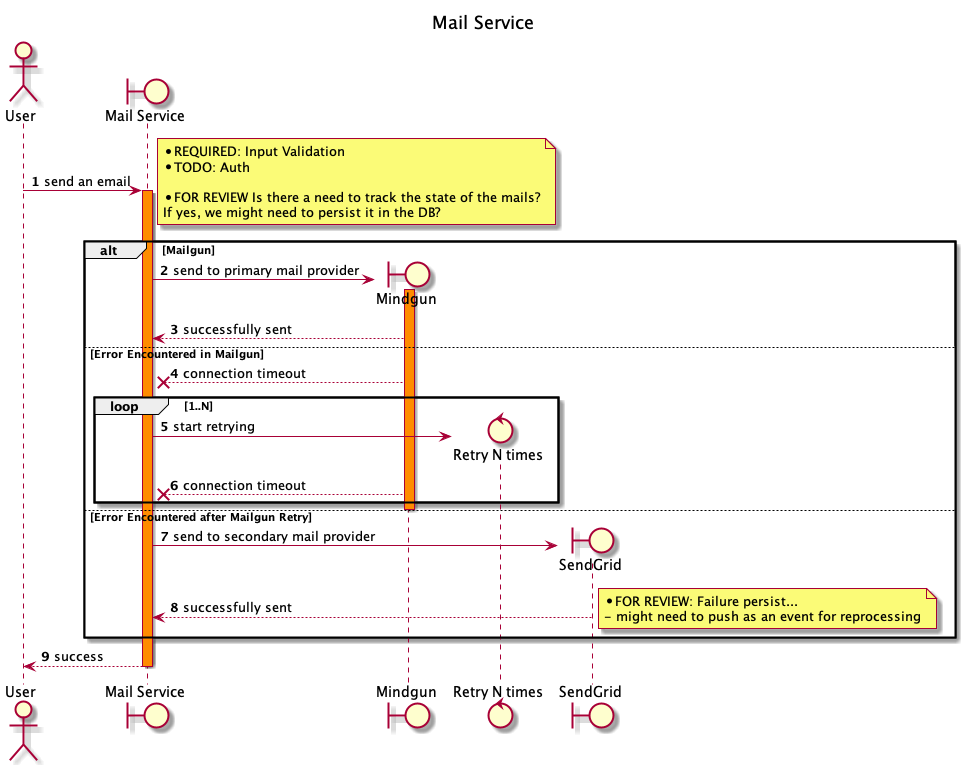 Mail Service
User
Mail Service
•REQUIRED: Input Validation
•TODO: Auth
•FOR REVIEW Is there a need to track the state of the mails?
If yes, we might need to persist it in the DB?
1 send an email
alt [Mailgun]
2 send to primary mail provider
Mindgun
3 successfully sent
[Error Encountered in Mailgun]
4 connection timeout
loop [1..N]
5 start retrying
Retry N times
6 connection timeout
[Error Encountered after Mailgun Retry]
7 send to secondary mail provider
SendGrid
•FOR REVIEW: Failure persist...
- might need to push as an event for reprocessing
8 successfully sent
9 success
User Mail Service Mindgun Retry N times SendGrid